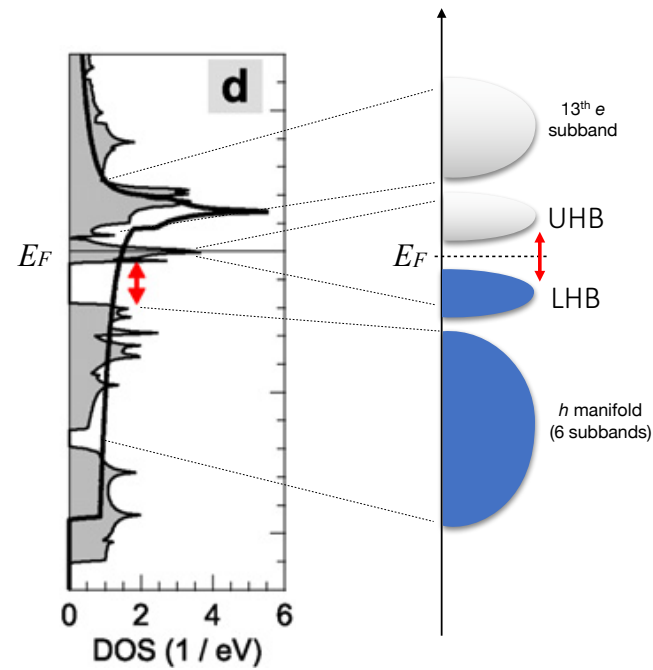 d
13th e
subband
UHB
EF
EF
LHB
h manifold
(6 subbands)
0 2 4 6
DOS (1 / eV)